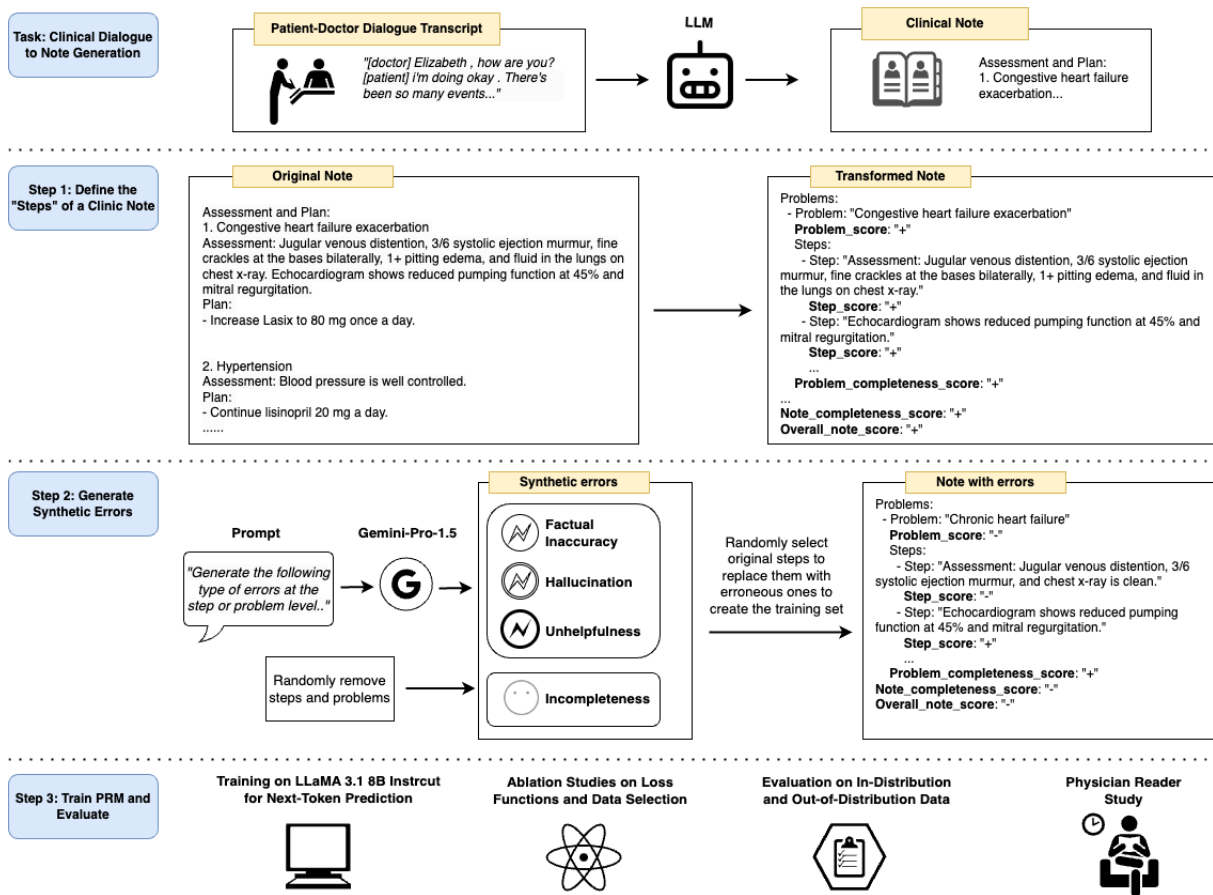 Task: Clinical Dialogue
to Note Generation
Patient-Doctor Dialogue Transcript
"[doctor] Elizabeth , how are you?
[patient] i'm doing okay . There's
been so many events..."
LLM
Clinical Note
Assessment and Plan:
1. Congestive heart failure
exacerbation...
Step 1: Define the
"Steps" of a Clinic Note
Original Note
Assessment and Plan:
1. Congestive heart failure exacerbation
Assessment: Jugular venous distention, 3/6 systolic ejection murmur, fine
crackles at the bases bilaterally, 1+ pitting edema, and fluid in the lungs on
chest x-ray. Echocardiogram shows reduced pumping function at 45% and
mitral regurgitation.
Plan:
- Increase Lasix to 80 mg once a day.
2. Hypertension
Assessment: Blood pressure is well controlled.
Plan:
- Continue lisinopril 20 mg a day.
......
Transformed Note
Problems:
- Problem: "Congestive heart failure exacerbation"
Problem_score: "+"
Steps:
- Step: "Assessment: Jugular venous distention, 3/6 systolic ejection
murmur, fine crackles at the bases bilaterally, 1+ pitting edema, and fluid in
the lungs on chest x-ray."
Step_score: "+"
- Step: "Echocardiogram shows reduced pumping function at 45% and
mitral regurgitation."
Step_score: "+"
...
Problem_completeness_score: "+"
...
Note_completeness_score: "+"
Overall_note_score: "+"
Step 2: Generate
Synthetic Errors
Prompt
"Generate the following
type of errors at the
step or problem level.."
Gemini-Pro-1.5
G
Randomly remove
steps and problems
Synthetic errors
Factual
Inaccuracy
Hallucination
Unhelpfulness
Incompleteness
Randomly select
original steps to
replace them with
erroneous ones to
create the training set
Note with errors
Problems:
- Problem: "Chronic heart failure"
Problem_score: "-"
Steps:
- Step: "Assessment: Jugular venous distention, 3/6
systolic ejection murmur, and chest x-ray is clean."
Step_score: "-"
- Step: "Echocardiogram shows reduced pumping
function at 45% and mitral regurgitation."
Step_score: "+"
...
Problem_completeness_score: "+"
Note_completeness_score: "-"
Overall_note_score: "-"
Step 3: Train PRM and
Evaluate
Training on LLaMA 3.1 8B Instrcut
for Next-Token Prediction
Ablation Studies on Loss
Functions and Data Selection
Evaluation on In-Distribution
and Out-of-Distribution Data
Physician Reader
Study